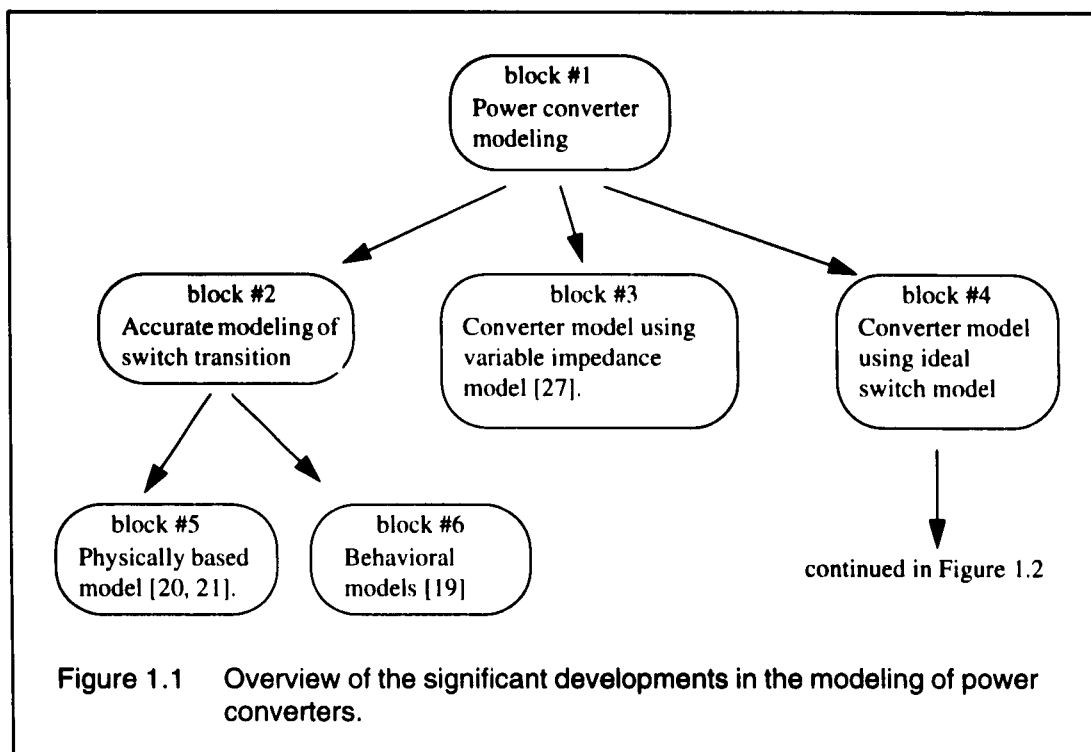 block #1
Power converter
modeling
block #2
Accurate modeling of
switch transition
block #3
Converter model using
variable impedance
model [27].
block #4
Converter model
using ideal
switch model
block #5
Physically based
model [20, 21].
block #6
Behavioral
models [19]
continued in Figure 1.2
Figure 1.1 Overview of the significant developments in the modeling of power
converters.